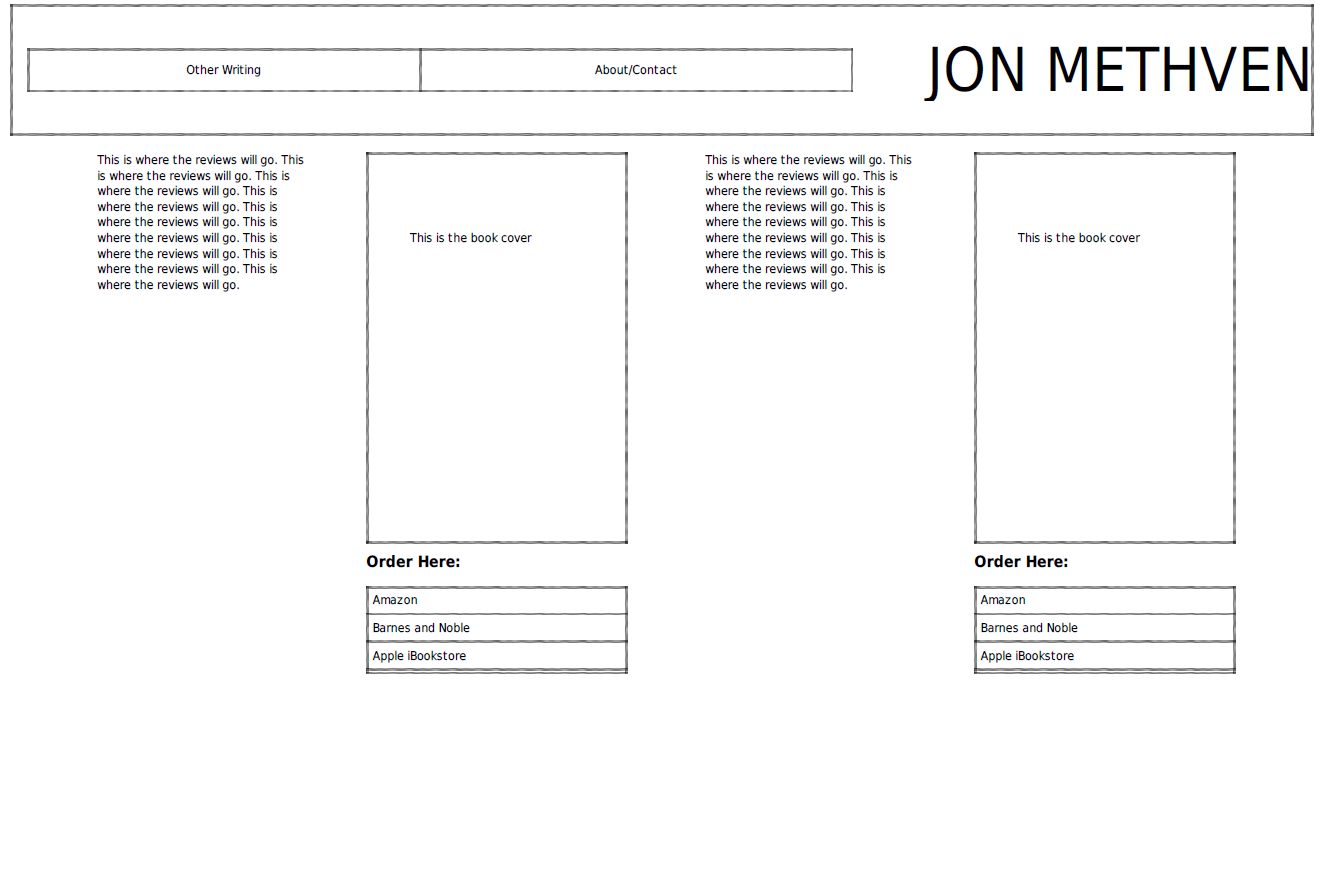 Other Writing
About/Contact
JON METHVEN
This is where the reviews will go. This
is where the reviews will go. This is
where the reviews will go. This is
where the reviews will go. This is
where the reviews will go. This is
where the reviews will go. This is
where the reviews will go. This is
where the reviews will go. This is
where the reviews will go.
This is the book cover
Order Here:
Amazon
Barnes and Noble
Apple iBookstore
This is where the reviews will go. This
is where the reviews will go. This is
where the reviews will go. This is
where the reviews will go. This is
where the reviews will go. This is
where the reviews will go. This is
where the reviews will go. This is
where the reviews will go. This is
where the reviews will go.
This is the book cover
Order Here:
Amazon
Barnes and Noble
Apple iBookstore